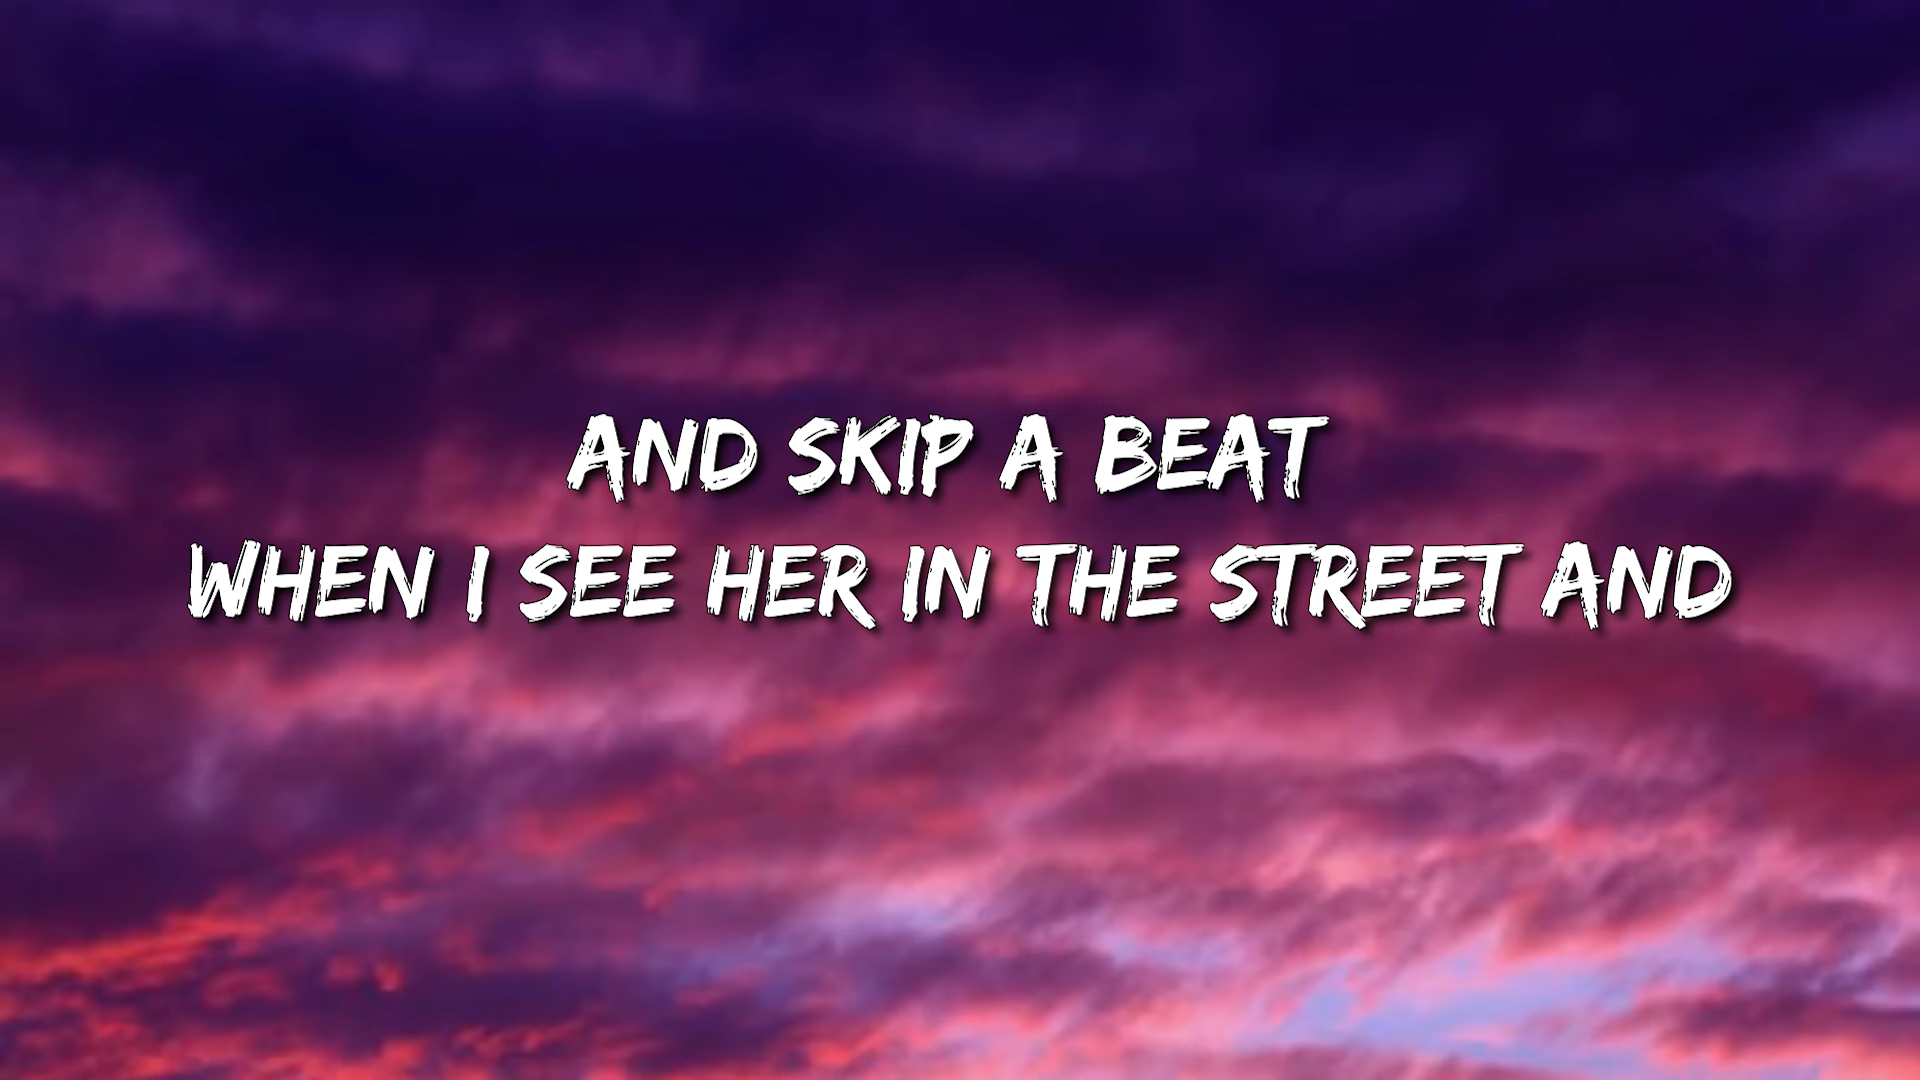 AND SKIP A BEAT
WHEN I SEE HER IN THE STREET AND